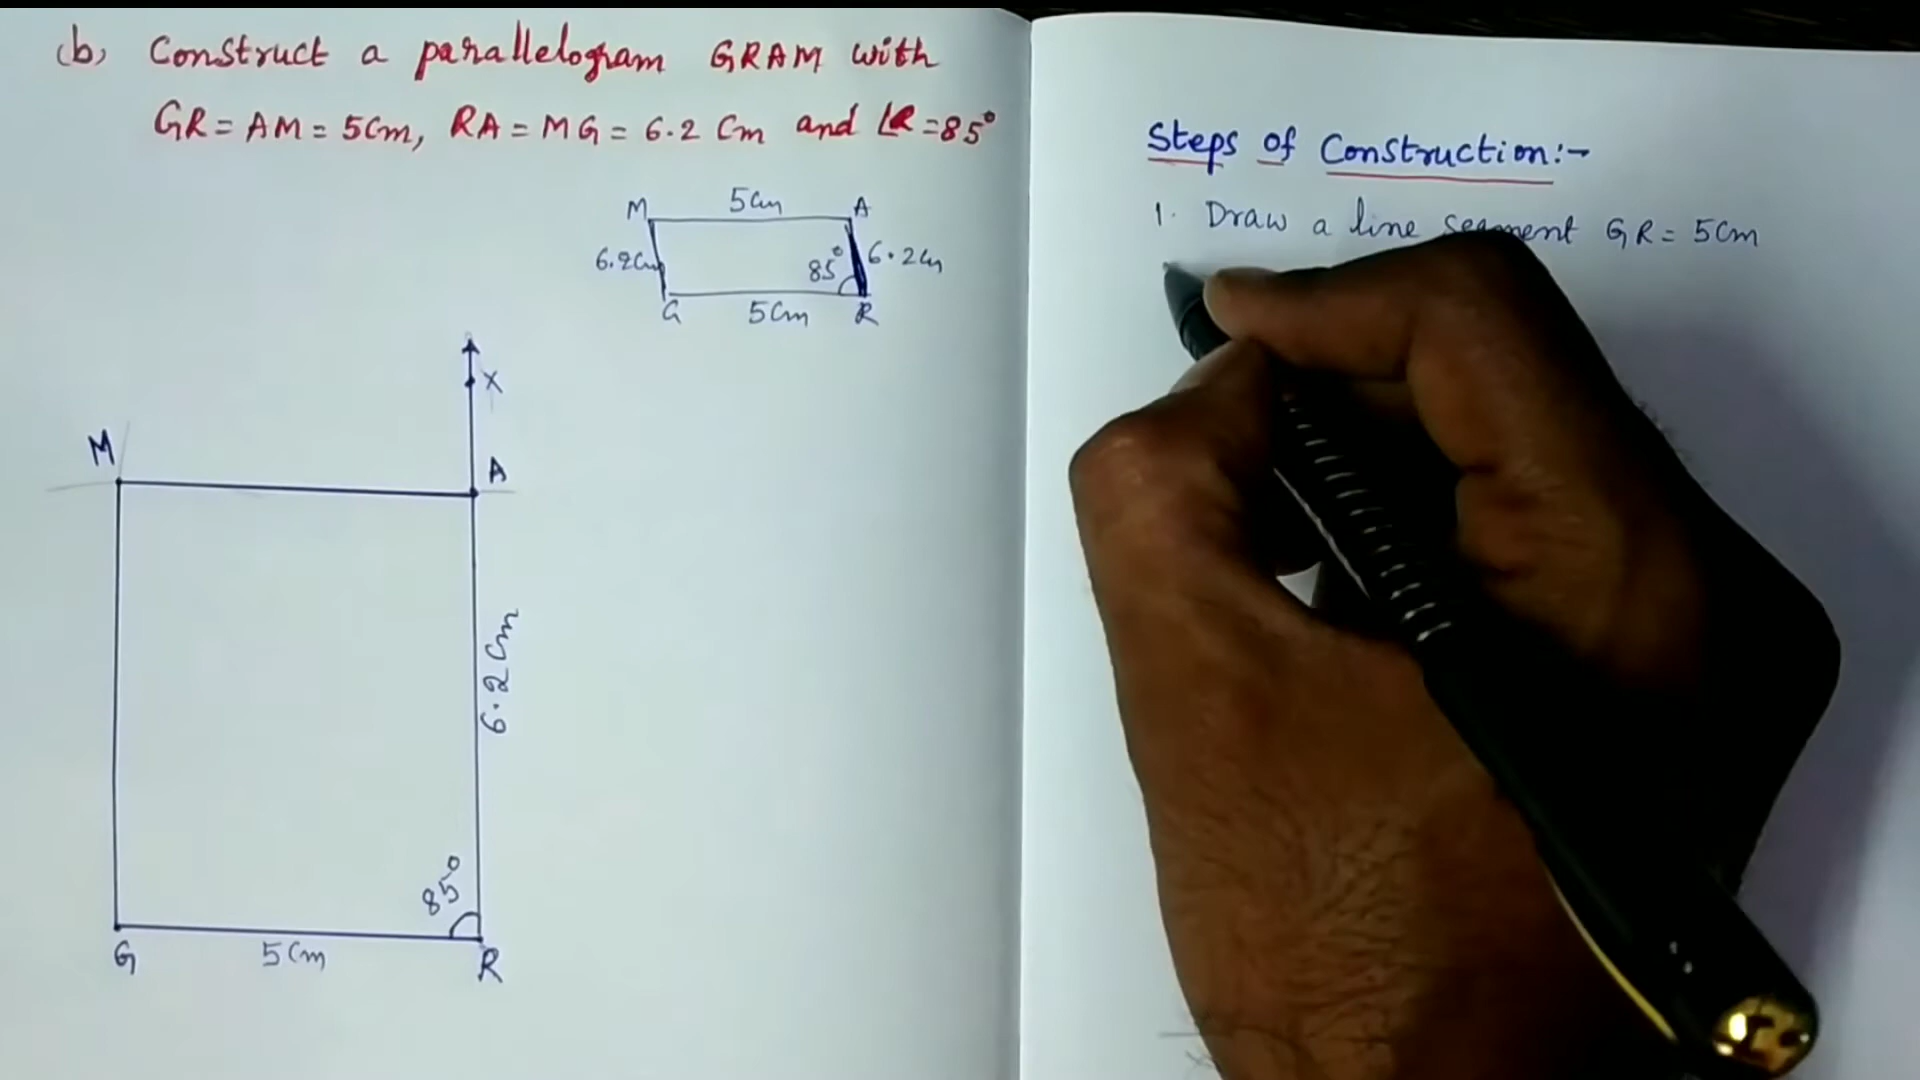 (b) Construct a parallelogram GRAM with
GR = AM = 5cm, RA = MG = 6.2 cm and ∠R = 85°
M 5cm A
6.2cm 85° 6.2cm
G 5cm R
X
M A
6.2cm
85°
G 5cm R
Steps of Construction:-
1. Draw a line segment GR = 5cm